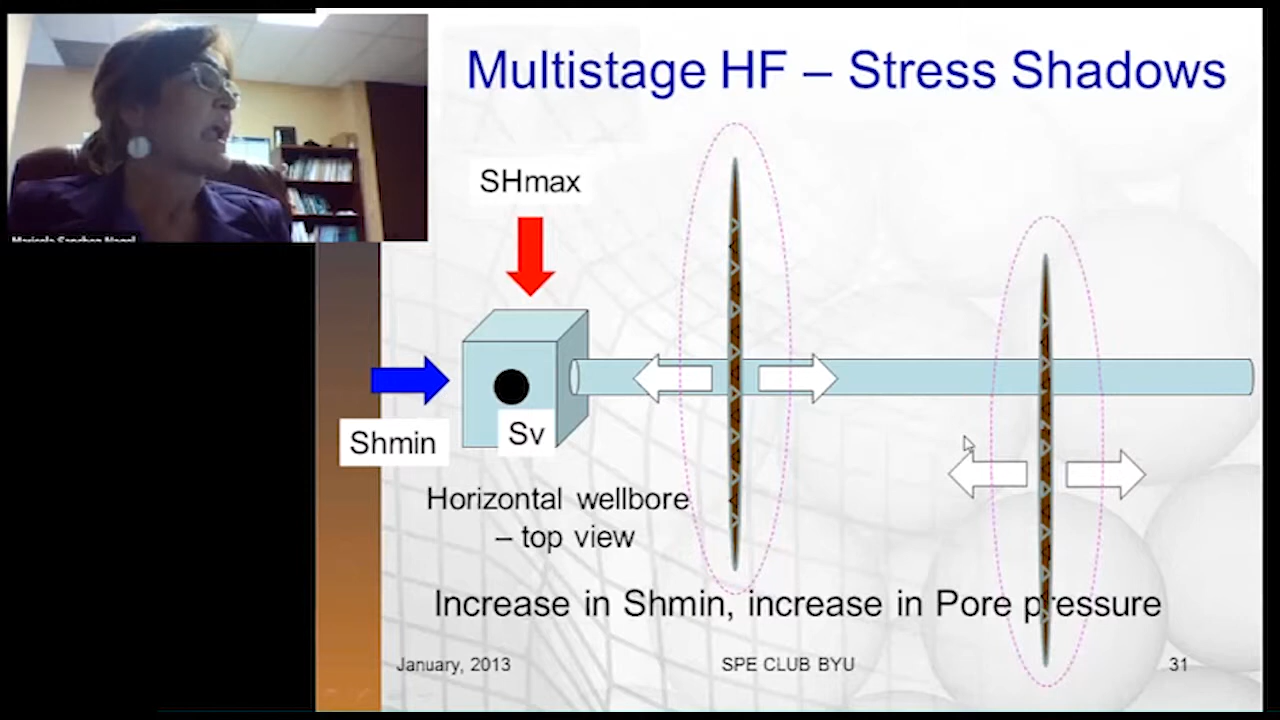 Multistage HF – Stress Shadows
SHmax
Shmin
Sv
Horizontal wellbore
– top view
Increase in Shmin, increase in Pore pressure
January, 2013
SPE CLUB BYU
31